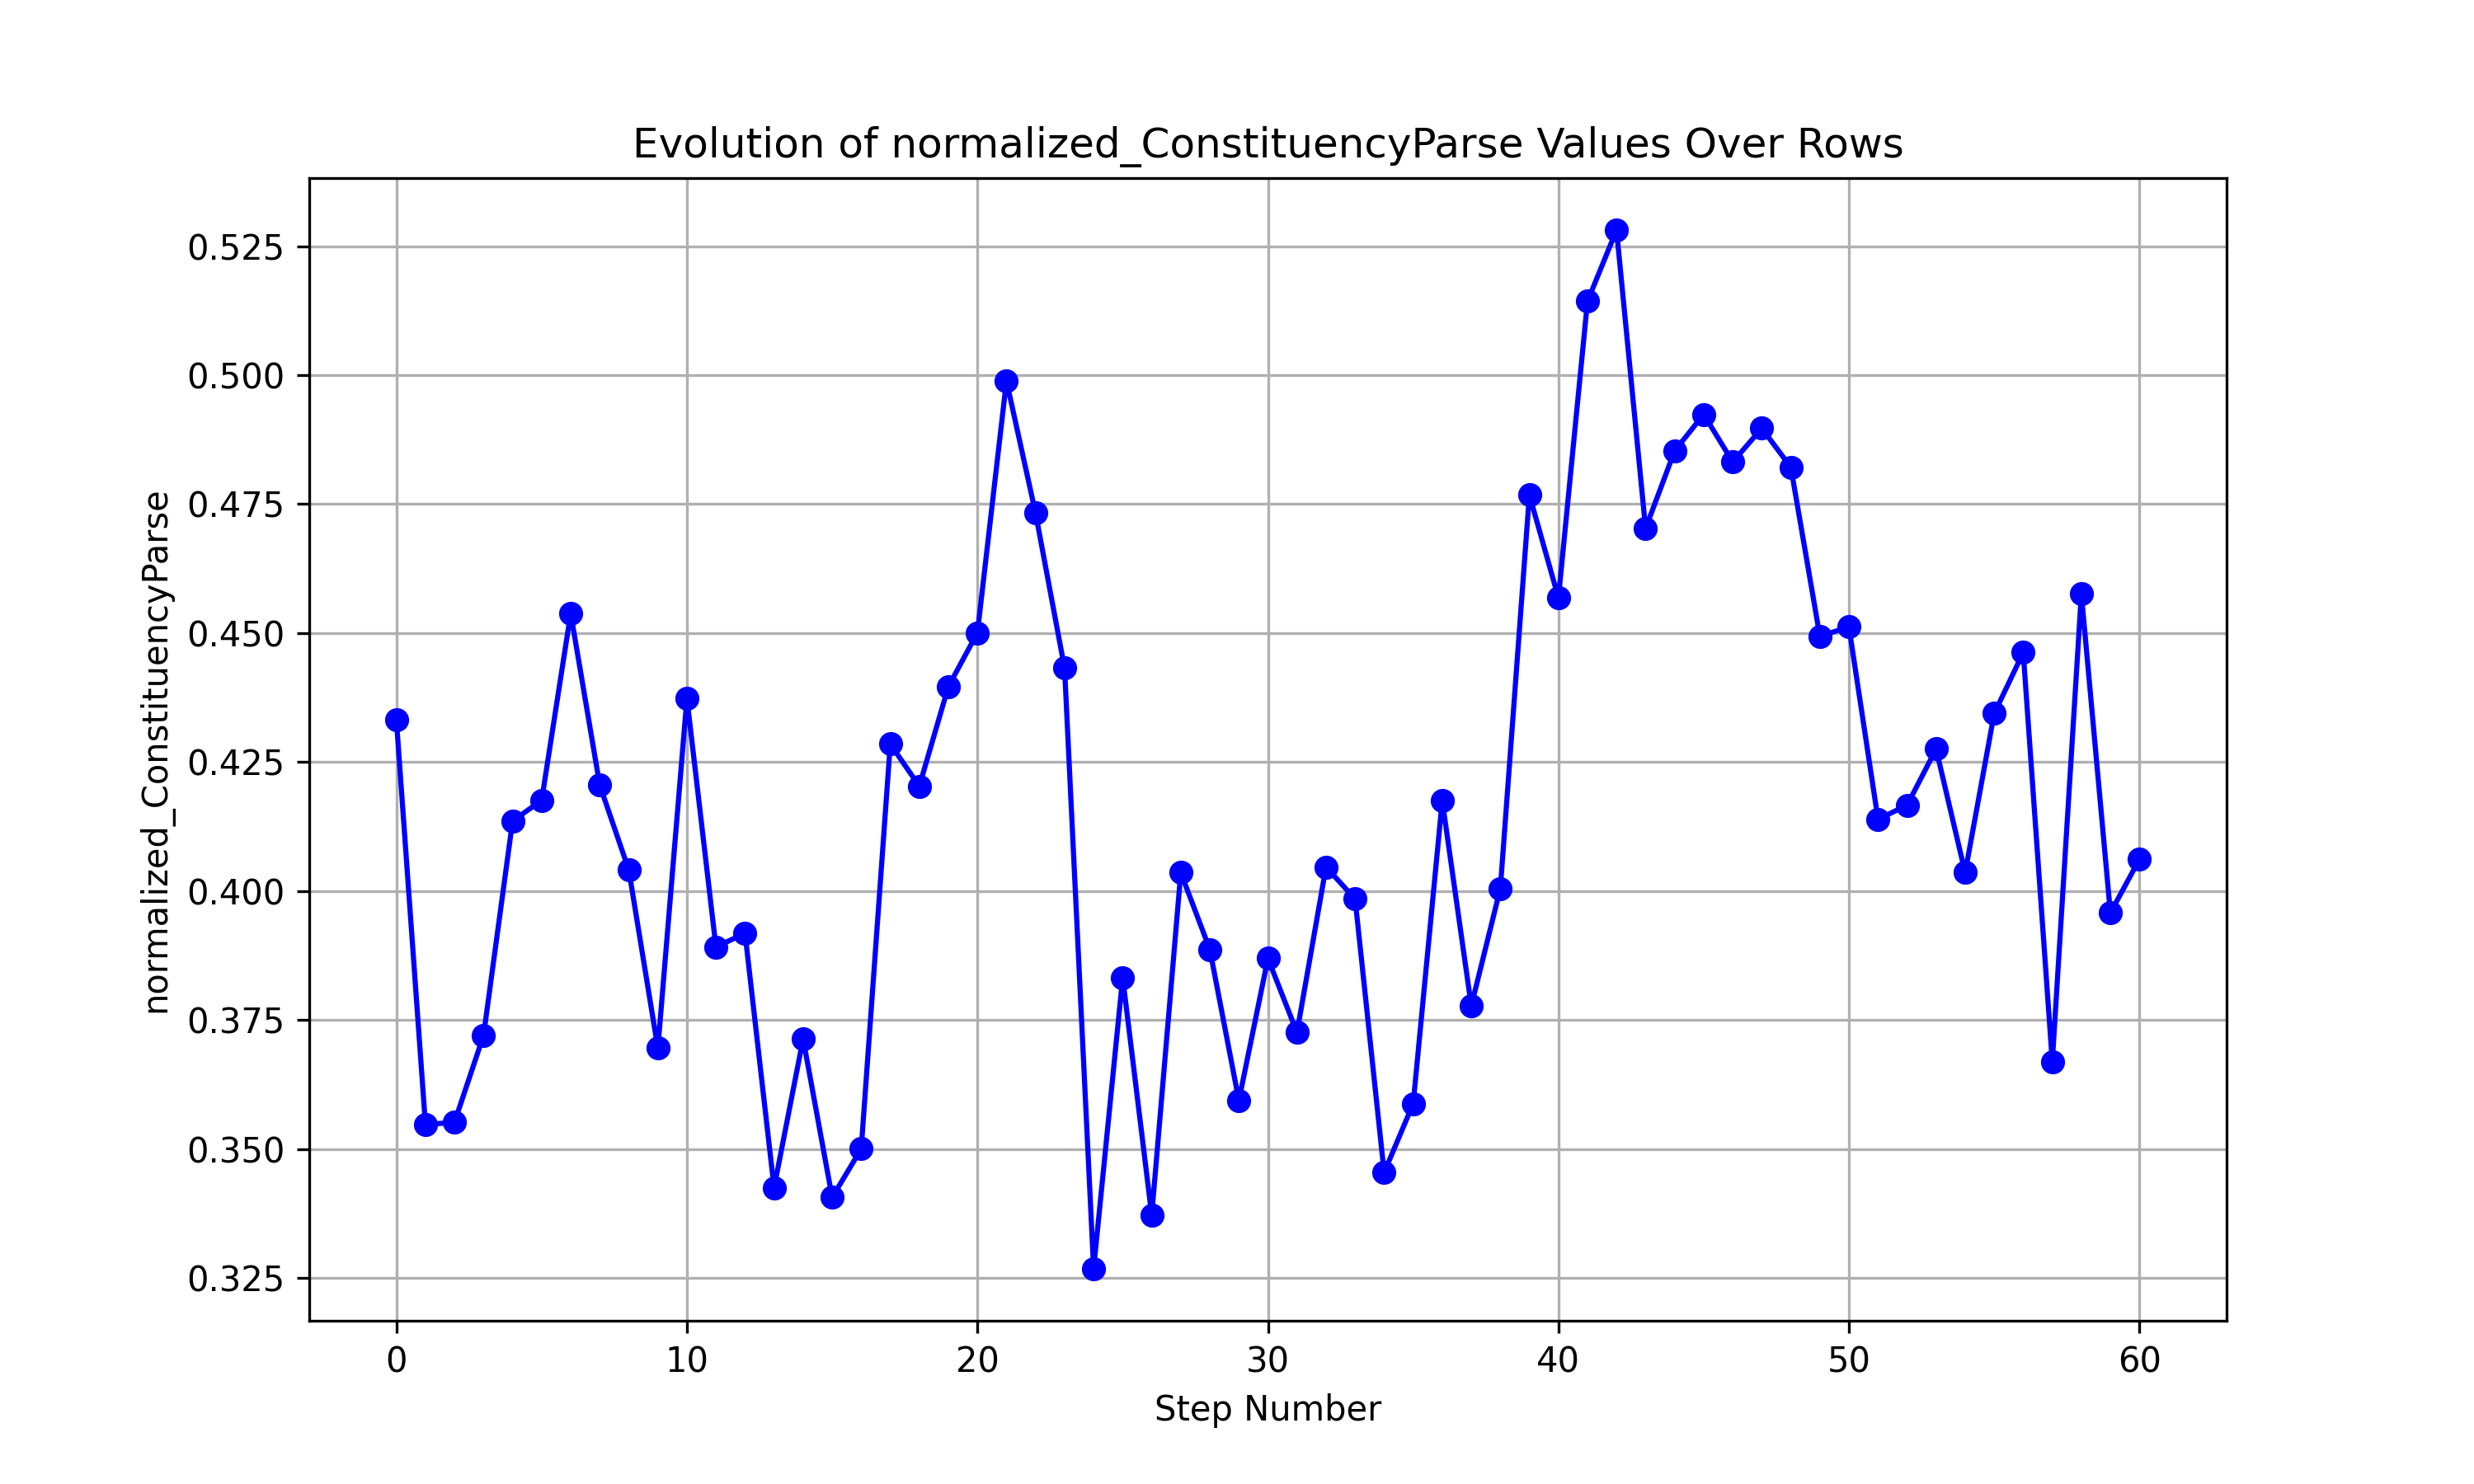 Evolution of normalized_ConstituencyParse Values Over Rows
normalized_ConstituencyParse
0.525
0.500
0.475
0.450
0.425
0.400
0.375
0.350
0.325
0 10 20 30 40 50 60
Step Number